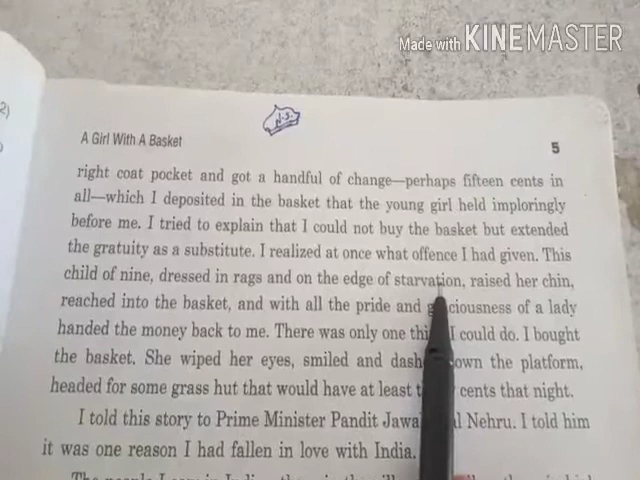 Made with KINEMASTER
2)
N.S.
A Girl With A Basket
5
right coat pocket and got a handful of change—perhaps fifteen cents in
all—which I deposited in the basket that the young girl held imploringly
before me. I tried to explain that I could not buy the basket but extended
the gratuity as a substitute. I realized at once what offence I had given. This
child of nine, dressed in rags and on the edge of starvation, raised her chin,
reached into the basket, and with all the pride and g ciousness of a lady
handed the money back to me. There was only one thi I could do. I bought
the basket. She wiped her eyes, smiled and dash own the platform,
headed for some grass hut that would have at least t cents that night.
I told this story to Prime Minister Pandit Jawa l Nehru. I told him
it was one reason I had fallen in love with India.